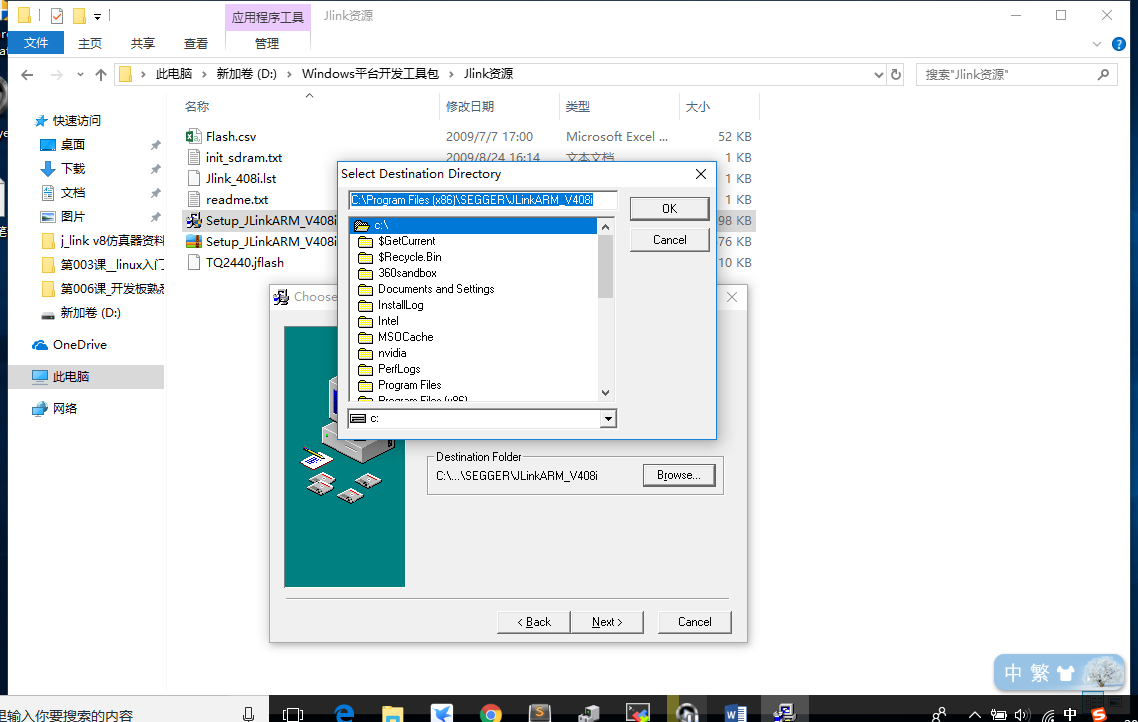 应用程序工具
Jlink资源
文件
主页
共享
查看
管理
此电脑
新加卷 (D:)
Windows平台开发工具包
Jlink资源
搜索"Jlink资源"
名称
修改日期
类型
大小
快速访问
桌面
下载
文档
图片
j_link v8仿真器资料
第003课__linux入门
第006课_开发板熟悉
新加卷 (D:)
OneDrive
此电脑
网络
Flash.csv
2009/7/7 17:00
Microsoft Excel ...
52 KB
init_sdram.txt
2009/8/24 16:14
文本文档
1 KB
Jlink_408i.lst
1 KB
readme.txt
1 KB
Setup_JLinkARM_V408i
98 KB
Setup_JLinkARM_V408i
76 KB
TQ2440.jflash
10 KB
Select Destination Directory
C:\Program Files (x86)\SEGGER\JLinkARM_V408i
OK
Cancel
c:\
$GetCurrent
$Recycle.Bin
360sandbox
Documents and Settings
InstallLog
Intel
MSOCache
nvidia
PerfLogs
Program Files
Program Files (x86)
c:
Choose
Destination Folder
C:\...\SEGGER\JLinkARM_V408i
Browse...
< Back
Next >
Cancel
中 繁
里输入你要搜索的内容
中